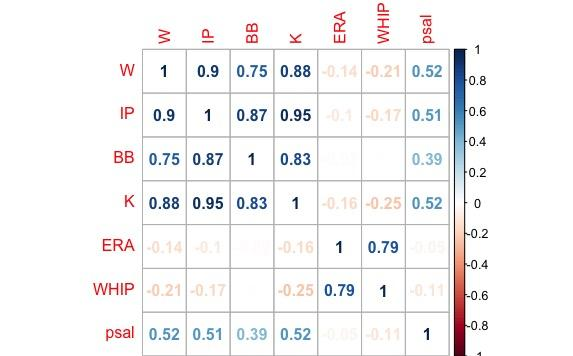 W IP BB K ERA WHIP psal
W 1 0.9 0.75 0.88 -0.14 -0.21 0.52 1
0.8
IP 0.9 1 0.87 0.95 -0.1 -0.17 0.51 0.6
0.4
BB 0.75 0.87 1 0.83 0.39
0.2
K 0.88 0.95 0.83 1 -0.16 -0.25 0.52 0
-0.2
ERA -0.14 -0.1 -0.16 1 0.79 -0.05
-0.4
WHIP -0.21 -0.17 -0.25 0.79 1 -0.11
-0.6
psal 0.52 0.51 0.39 0.52 -0.05 -0.11 1 -0.8
-1